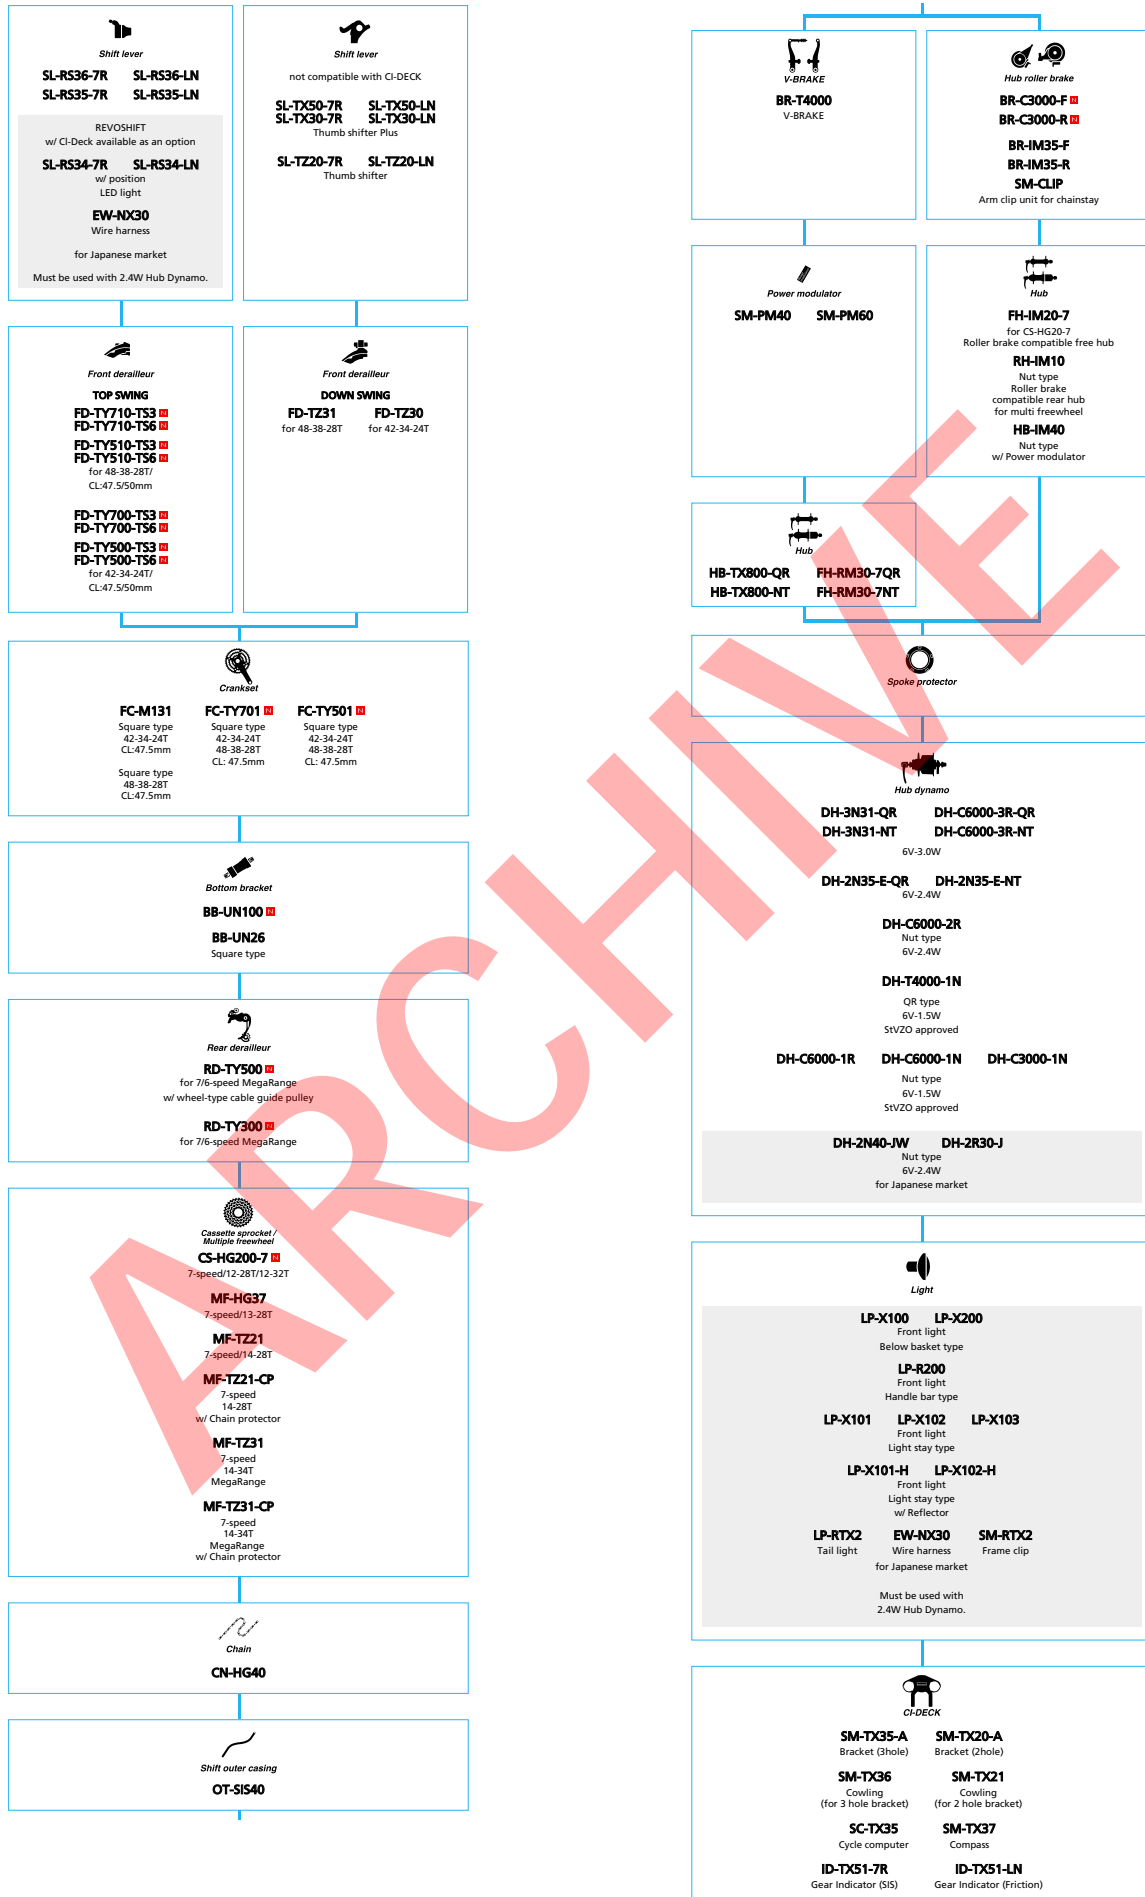 Shift lever
SL-RS36-7R SL-RS36-LN
SL-RS35-7R SL-RS35-LN
REVOSHIFT
w/ CI-Deck available as an option
SL-RS34-7R SL-RS34-LN
w/ position
LED light
EW-NX30
Wire harness
for Japanese market
Must be used with 2.4W Hub Dynamo.
Shift lever
not compatible with CI-DECK
SL-TX50-7R SL-TX50-LN
SL-TX30-7R SL-TX30-LN
Thumb shifter Plus
SL-TZ20-7R SL-TZ20-LN
Thumb shifter
Front derailleur
TOP SWING
FD-TY710-TS3 N
FD-TY710-TS6 N
FD-TY510-TS3 N
FD-TY510-TS6 N
for 48-38-28T/
CL:47.5/50mm
FD-TY700-TS3 N
FD-TY700-TS6 N
FD-TY500-TS3 N
FD-TY500-TS6 N
for 42-34-24T/
CL:47.5/50mm
Front derailleur
DOWN SWING
FD-TZ31 FD-TZ30
for 48-38-28T for 42-34-24T
Crankset
FC-M131 FC-TY701 N FC-TY501 N
Square type Square type Square type
42-34-24T 42-34-24T 42-34-24T
CL:47.5mm 48-38-28T 48-38-28T
CL: 47.5mm CL: 47.5mm
Square type
48-38-28T
CL:47.5mm
Bottom bracket
BB-UN100 N
BB-UN26
Square type
Rear derailleur
RD-TY500 N
for 7/6-speed MegaRange
w/ wheel-type cable guide pulley
RD-TY300 N
for 7/6-speed MegaRange
Cassette sprocket /
Multiple freewheel
CS-HG200-7 N
7-speed/12-28T/12-32T
MF-HG37
7-speed/13-28T
MF-TZ21
7-speed/14-28T
MF-TZ21-CP
7-speed
14-28T
w/ Chain protector
MF-TZ31
7-speed
14-34T
MegaRange
MF-TZ31-CP
7-speed
14-34T
MegaRange
w/ Chain protector
Chain
CN-HG40
Shift outer casing
OT-SIS40
V-BRAKE
BR-T4000
V-BRAKE
Hub roller brake
BR-C3000-F N
BR-C3000-R N
BR-IM35-F
BR-IM35-R
SM-CLIP
Arm clip unit for chainstay
Power modulator
SM-PM40 SM-PM60
Hub
FH-IM20-7
for CS-HG20-7
Roller brake compatible free hub
RH-IM10
Nut type
Roller brake
compatible rear hub
for multi freewheel
HB-IM40
Nut type
w/ Power modulator
Hub
HB-TX800-QR FH-RM30-7QR
HB-TX800-NT FH-RM30-7NT
Spoke protector
Hub dynamo
DH-3N31-QR DH-C6000-3R-QR
DH-3N31-NT DH-C6000-3R-NT
6V-3.0W
DH-2N35-E-QR DH-2N35-E-NT
6V-2.4W
DH-C6000-2R
Nut type
6V-2.4W
DH-T4000-1N
QR type
6V-1.5W
StVZO approved
DH-C6000-1R DH-C6000-1N DH-C3000-1N
Nut type
6V-1.5W
StVZO approved
DH-2N40-JW DH-2R30-J
Nut type
6V-2.4W
for Japanese market
Light
LP-X100 LP-X200
Front light
Below basket type
LP-R200
Front light
Handle bar type
LP-X101 LP-X102 LP-X103
Front light
Light stay type
LP-X101-H LP-X102-H
Front light
Light stay type
w/ Reflector
LP-RTX2 EW-NX30 SM-RTX2
Tail light Wire harness Frame clip
for Japanese market
Must be used with
2.4W Hub Dynamo.
CI-DECK
SM-TX35-A SM-TX20-A
Bracket (3hole) Bracket (2hole)
SM-TX36 SM-TX21
Cowling Cowling
(for 3 hole bracket) (for 2 hole bracket)
SC-TX35 SM-TX37
Cycle computer Compass
ID-TX51-7R ID-TX51-LN
Gear Indicator (SIS) Gear Indicator (Friction)
ARCHIVE